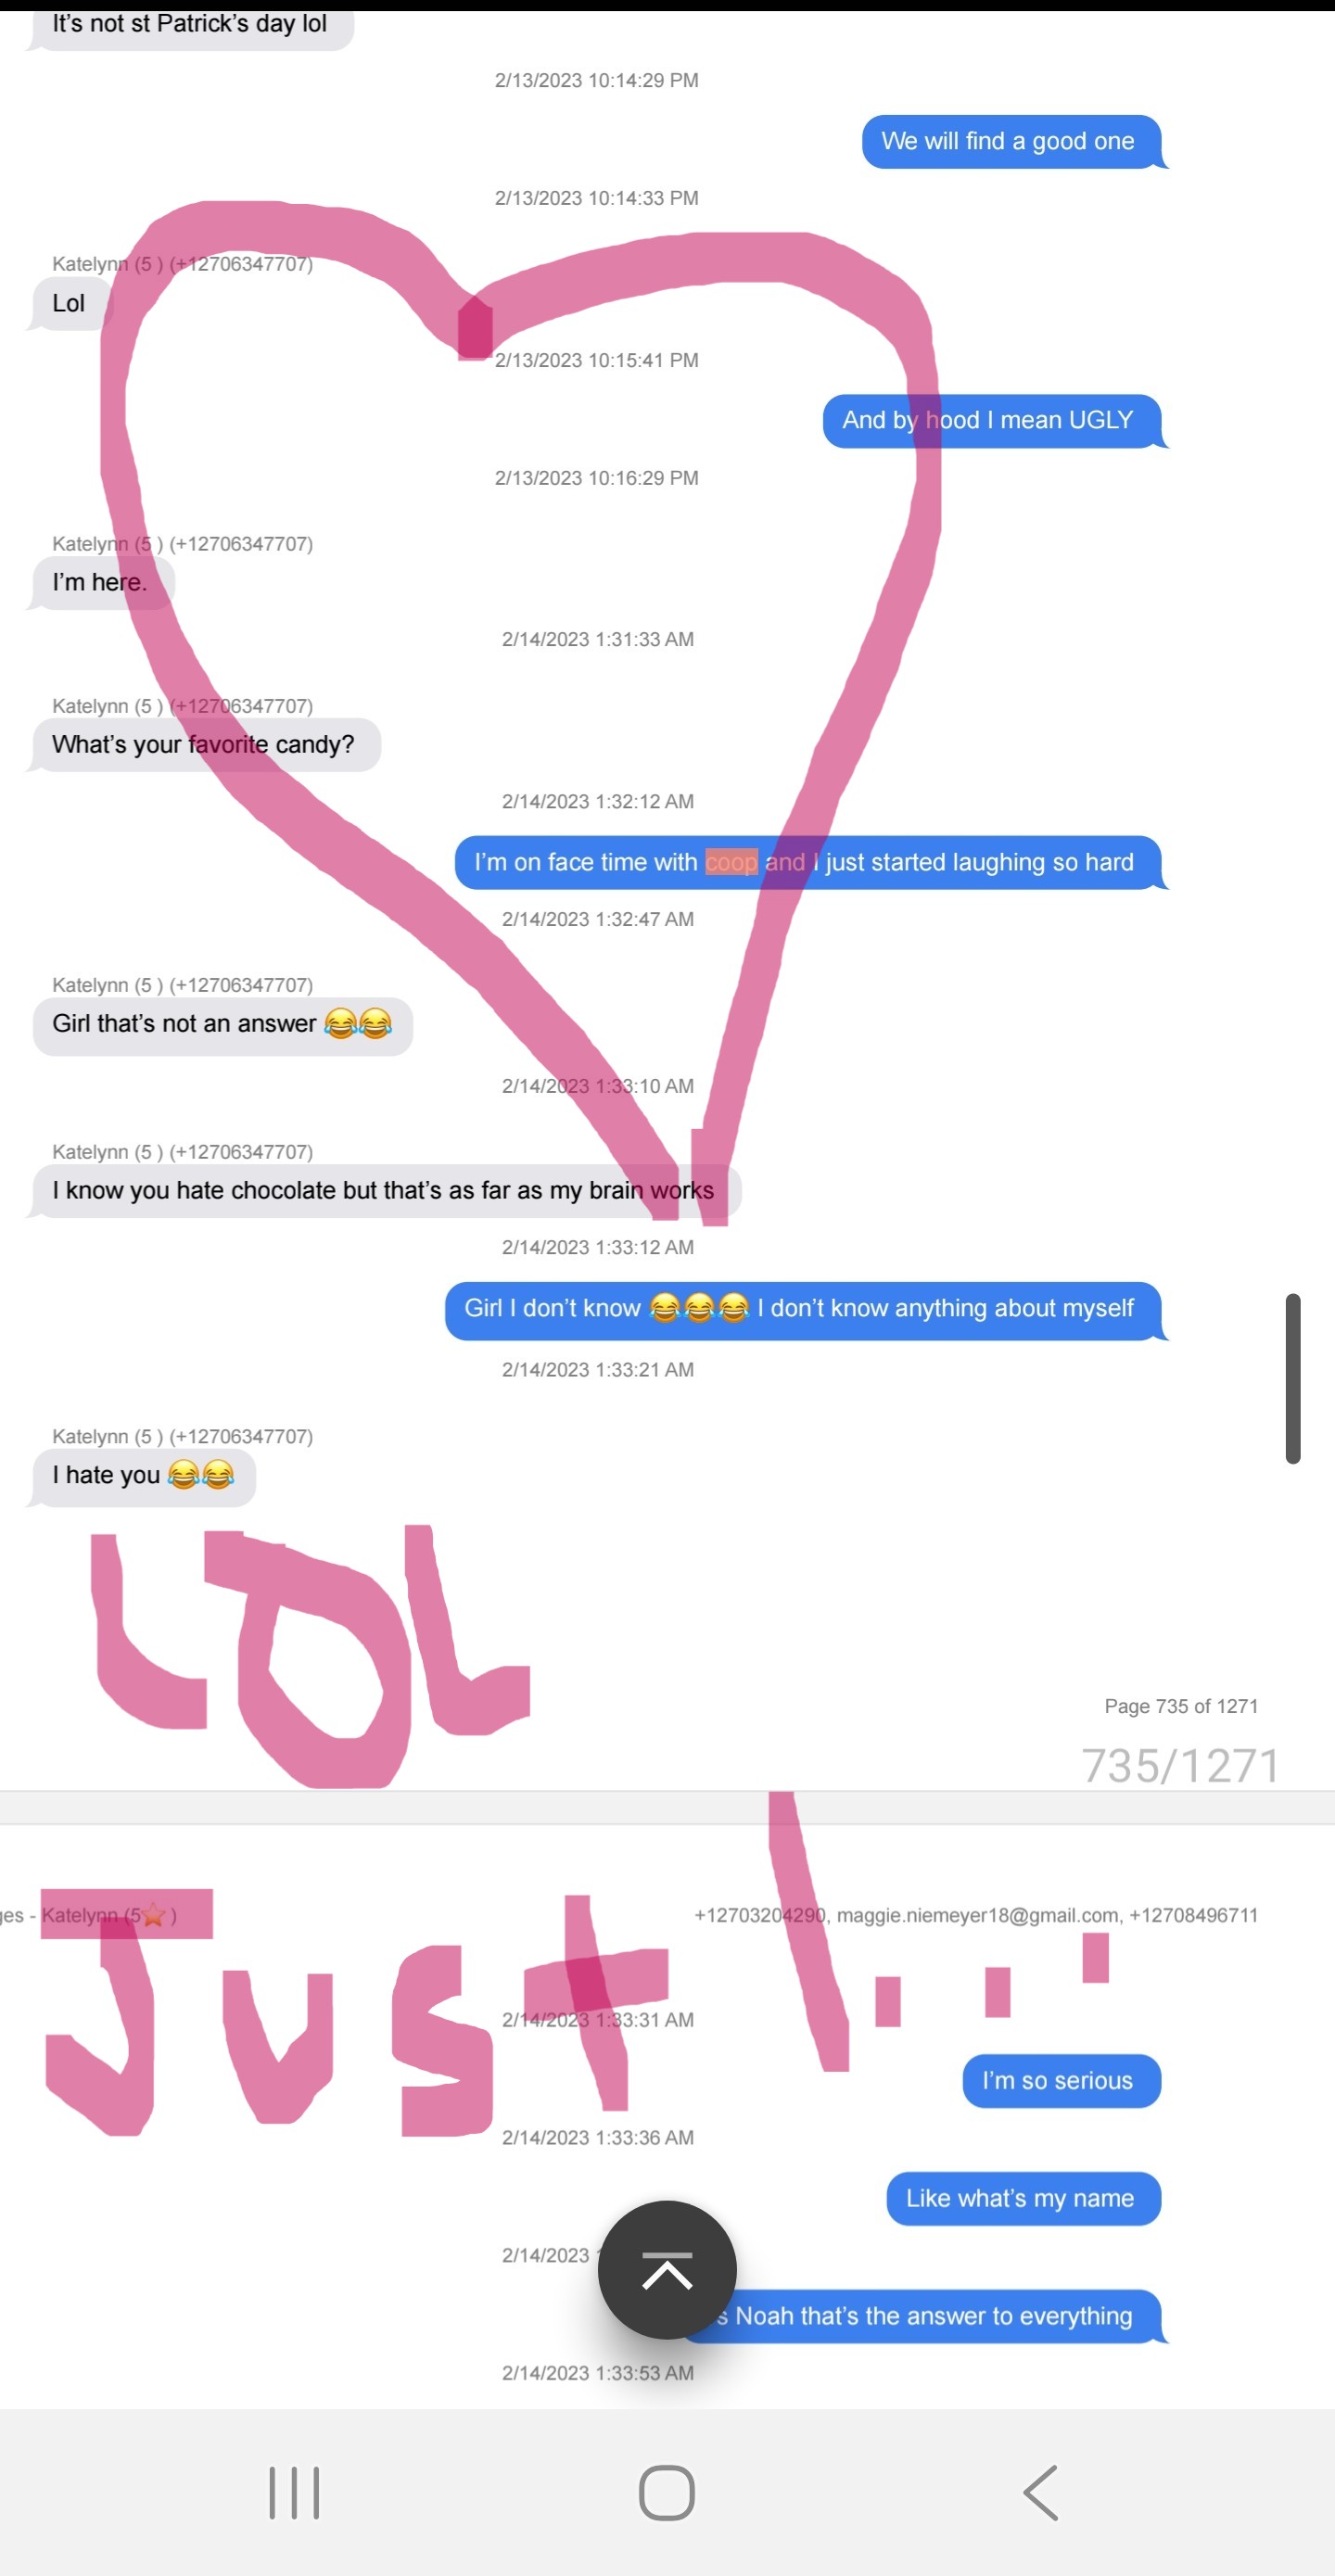 It's not st Patrick's day lol
2/13/2023 10:14:29 PM
We will find a good one
2/13/2023 10:14:33 PM
Katelynn (5 ) (+12706347707)
Lol
2/13/2023 10:15:41 PM
And by hood I mean UGLY
2/13/2023 10:16:29 PM
Katelynn (5 ) (+12706347707)
I'm here.
2/14/2023 1:31:33 AM
Katelynn (5 ) (+12706347707)
What's your favorite candy?
2/14/2023 1:32:12 AM
I'm on face time with coop and I just started laughing so hard
2/14/2023 1:32:47 AM
Katelynn (5 ) (+12706347707)
Girl that's not an answer 😂😂
2/14/2023 1:33:10 AM
Katelynn (5 ) (+12706347707)
I know you hate chocolate but that's as far as my brain works
2/14/2023 1:33:12 AM
Girl I don't know 😂😂😂 I don't know anything about myself
2/14/2023 1:33:21 AM
Katelynn (5 ) (+12706347707)
I hate you 😂😂
LOL
Page 735 of 1271
735/1271
ges - Katelynn (5⭐ ) +12703204290, maggie.niemeyer18@gmail.com, +12708496711
Just I...
2/14/2023 1:33:31 AM
I'm so serious
2/14/2023 1:33:36 AM
Like what's my name
2/14/2023
s Noah that's the answer to everything
2/14/2023 1:33:53 AM